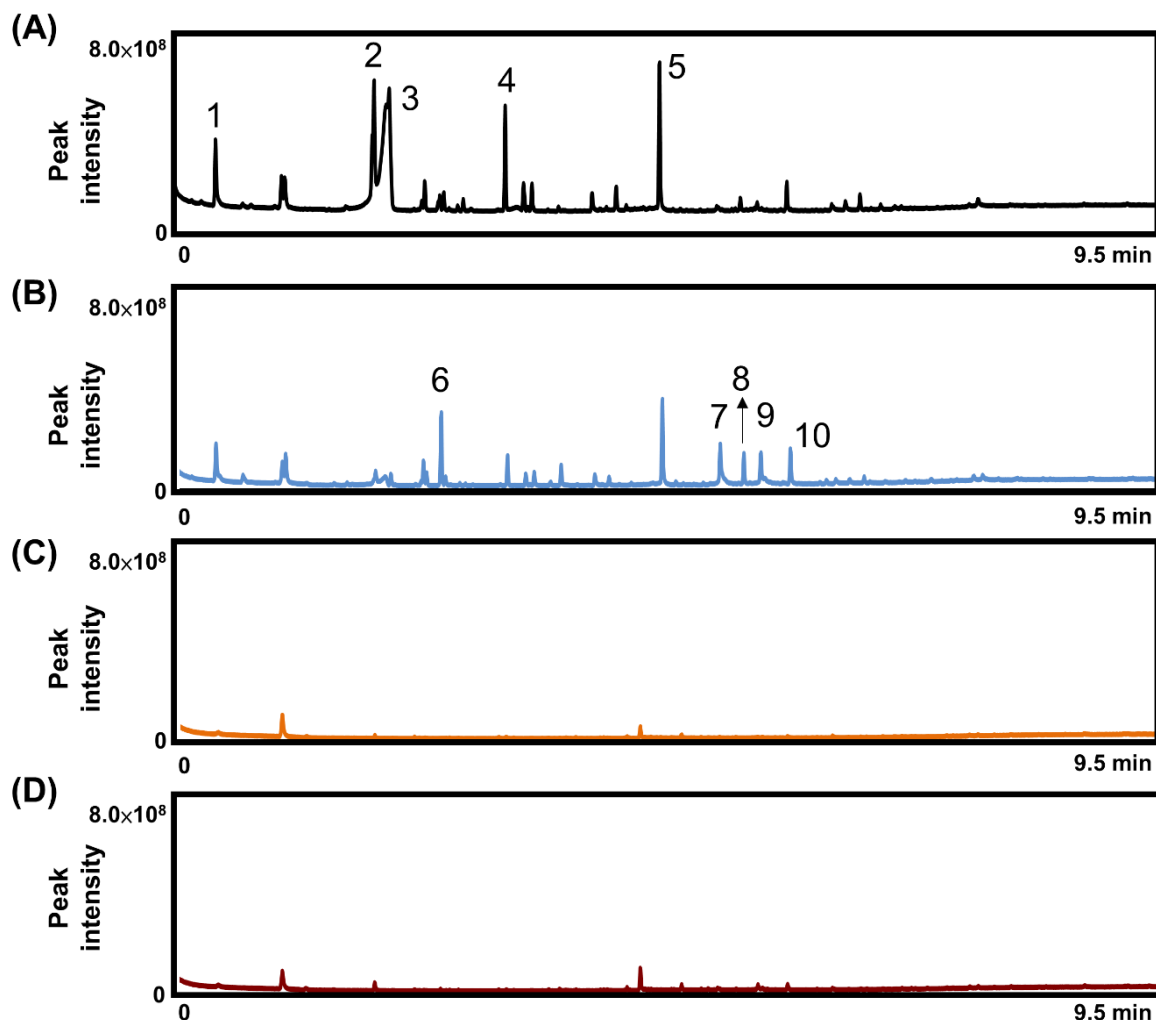 (A)
8.0×10⁸
Peak
intensity
1
2
3
4
5
0
0
9.5 min
(B)
8.0×10⁸
Peak
intensity
6
7
8
9
10
0
0
9.5 min
(C)
8.0×10⁸
Peak
intensity
0
0
9.5 min
(D)
8.0×10⁸
Peak
intensity
0
0
9.5 min